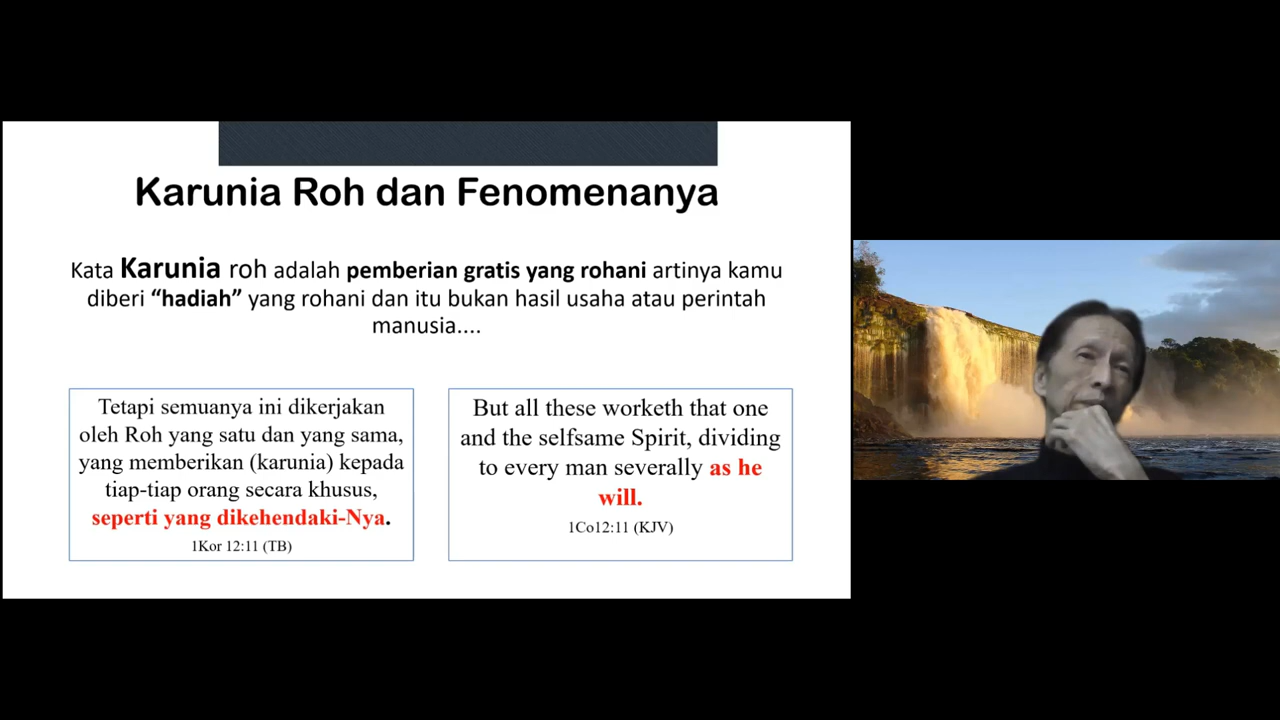 Karunia Roh dan Fenomenanya
Kata Karunia roh adalah pemberian gratis yang rohani artinya kamu
diberi “hadiah” yang rohani dan itu bukan hasil usaha atau perintah
manusia....
Tetapi semuanya ini dikerjakan
oleh Roh yang satu dan yang sama,
yang memberikan (karunia) kepada
tiap-tiap orang secara khusus,
seperti yang dikehendaki-Nya.
1Kor 12:11 (TB)
But all these worketh that one
and the selfsame Spirit, dividing
to every man severally as he
will.
1Co12:11 (KJV)